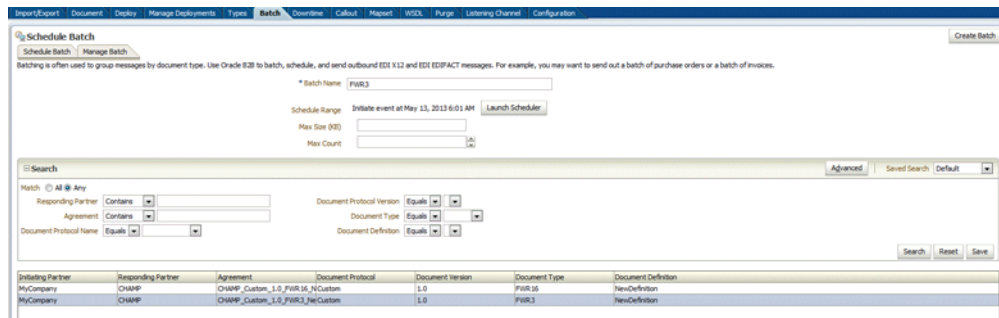 Import/Export Document Deploy Manage Deployments Types Batch Downtime Callout Mapset WSDL Purge Listening Channel Configuration
Schedule Batch Create Batch
Schedule Batch Manage Batch
Batching is often used to group messages by document type. Use Oracle B2B to batch, schedule, and send outbound EDI X12 and EDI EDIFACT messages. For example, you may want to send out a batch of purchase orders or a batch of invoices.
* Batch Name FWR3
Schedule Range Initiate event at May 13, 2013 6:01 AM Launch Scheduler
Max Size (KB)
Max Count
Search Advanced Saved Search Default
Match All Any
Responding Partner Contains Document Protocol Version Equals
Agreement Contains Document Type Equals
Document Protocol Name Equals Document Definition Equals
Search Reset Save
Initiating Partner Responding Partner Agreement Document Protocol Document Version Document Type Document Definition
MyCompany CHAMP CHAMP_Custom_1.0_FWR16_N Custom 1.0 FWR16 NewDefinition
MyCompany CHAMP CHAMP_Custom_1.0_FWR3_Ne Custom 1.0 FWR3 NewDefinition